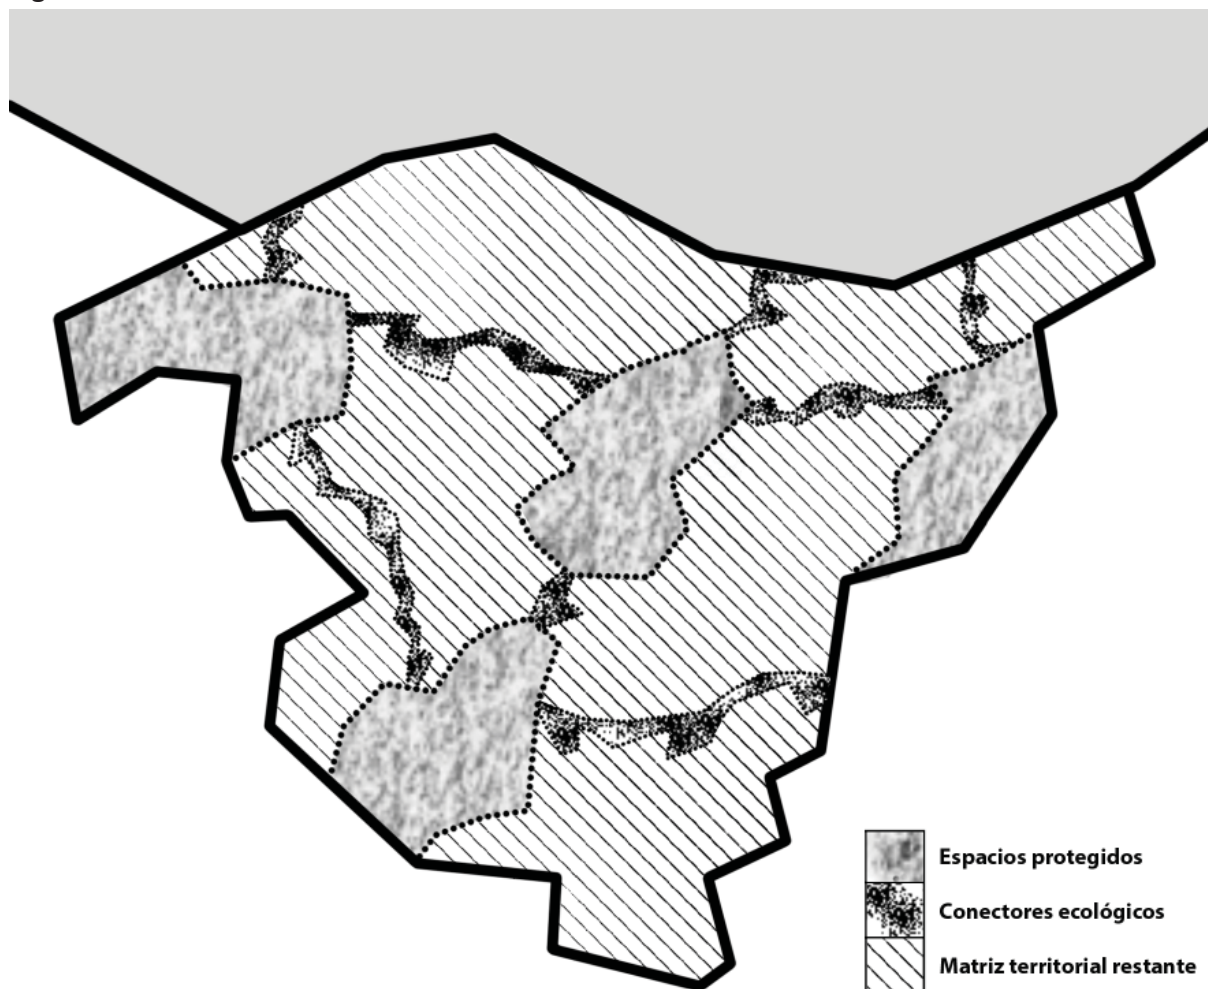 Espacios protegidos
Conectores ecológicos
Matriz territorial restante